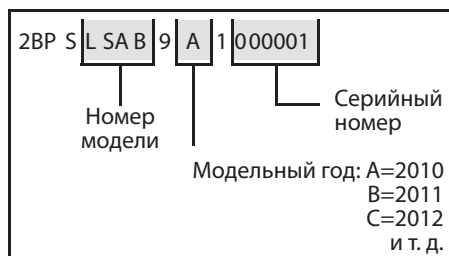 2BP S L SA B 9 A 1 000001
Номер
модели
Серийный
номер
Модельный год: A=2010
B=2011
C=2012
и т. д.